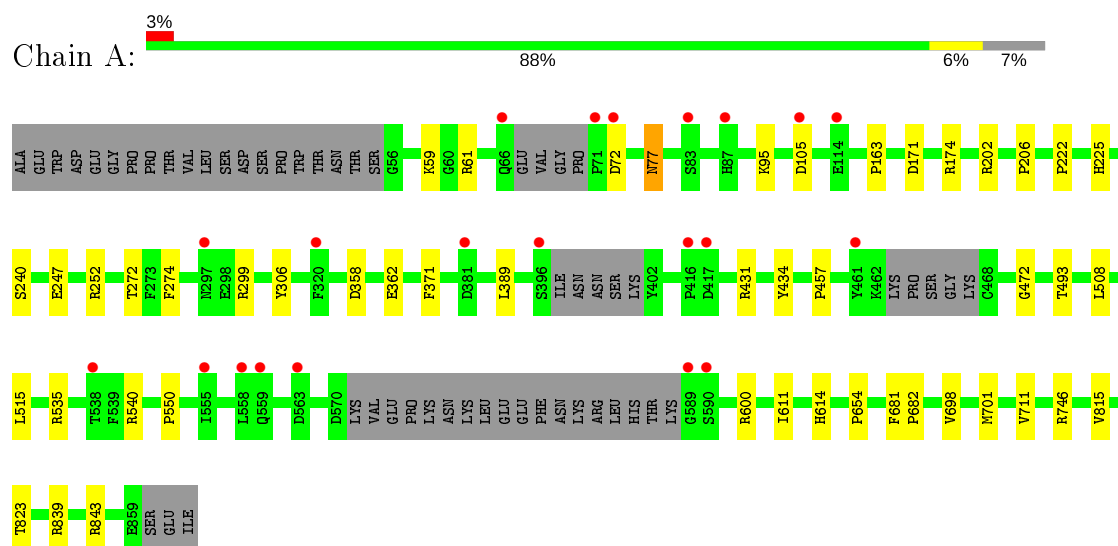 3%
Chain A:
88% 6% 7%
ALA GLU TRP ASP ASP GLU GLY PRO PRO THR VAL LEU SER ASP SER PRO TRP THR ASN THR SER G56 K59 G60 R61 Q66 GLU VAL GLY PRO P71 D72 N77 S83 H87 K95 D105 E114 P163 D171 R174 R202 P206 P222 H225
S240 E247 R252 T272 F273 F274 N297 E298 R299 Y306 F320 D358 E362 F371 D381 L389 S396 ILE ASN ASN SER LYS Y402 P416 D417 R431 Y434 P457 Y461 K462 LYS PRO SER GLY LYS C468 G472 T493 L508
L515 R535 T538 F539 R540 P550 I555 L558 Q559 D563 D570 LYS VAL GLU PRO LYS ASN LYS LEU GLU GLU PHE ASN LYS ARG LEU HIS THR LYS G589 S590 R600 I611 H614 P654 F681 P682 V698 M701 V711 R746 V815
T823 R839 R843 E859 SER GLU ILE